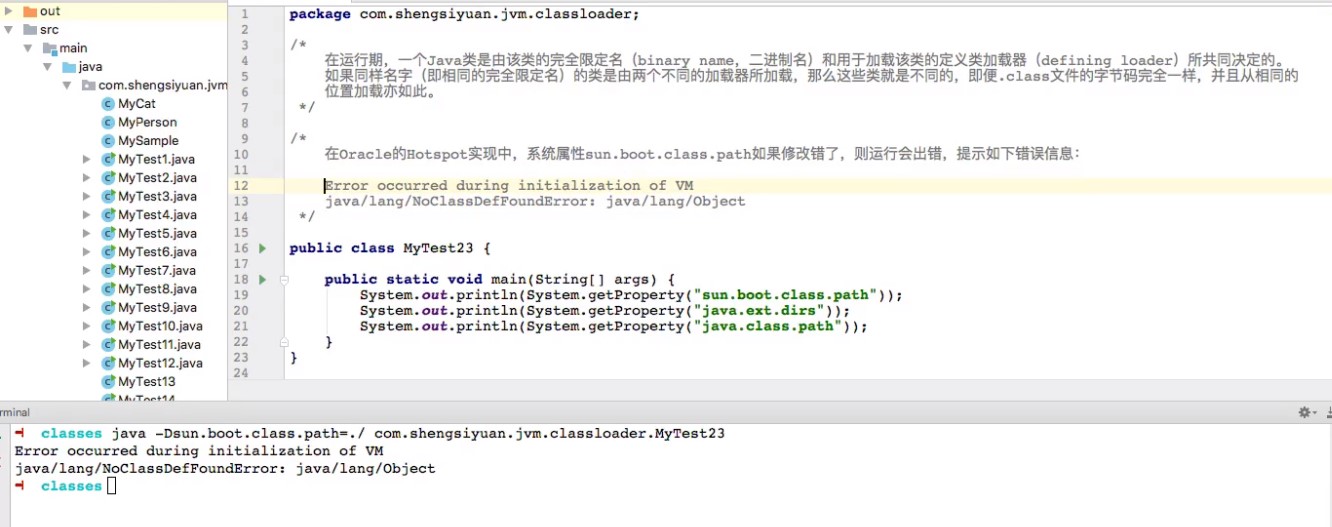 out
src
main
java
com.shengsiyuan.jvm
MyCat
MyPerson
MySample
MyTest1.java
MyTest2.java
MyTest3.java
MyTest4.java
MyTest5.java
MyTest6.java
MyTest7.java
MyTest8.java
MyTest9.java
MyTest10.java
MyTest11.java
MyTest12.java
MyTest13
MyTest14
1 package com.shengsiyuan.jvm.classloader;
2
3 /*
4 在运行期，一个Java类是由该类的完全限定名（binary name，二进制名）和用于加载该类的定义类加载器（defining loader）所共同决定的。
5 如果同样名字（即相同的完全限定名）的类是由两个不同的加载器所加载，那么这些类就是不同的，即便.class文件的字节码完全一样，并且从相同的
6 位置加载亦如此。
7 */
8
9 /*
10 在Oracle的Hotspot实现中，系统属性sun.boot.class.path如果修改错了，则运行会出错，提示如下错误信息：
11
12 Error occurred during initialization of VM
13 java/lang/NoClassDefFoundError: java/lang/Object
14 */
15
16 public class MyTest23 {
17
18 public static void main(String[] args) {
19 System.out.println(System.getProperty("sun.boot.class.path"));
20 System.out.println(System.getProperty("java.ext.dirs"));
21 System.out.println(System.getProperty("java.class.path"));
22 }
23 }
24
rminal
classes java -Dsun.boot.class.path=./ com.shengsiyuan.jvm.classloader.MyTest23
Error occurred during initialization of VM
java/lang/NoClassDefFoundError: java/lang/Object
classes